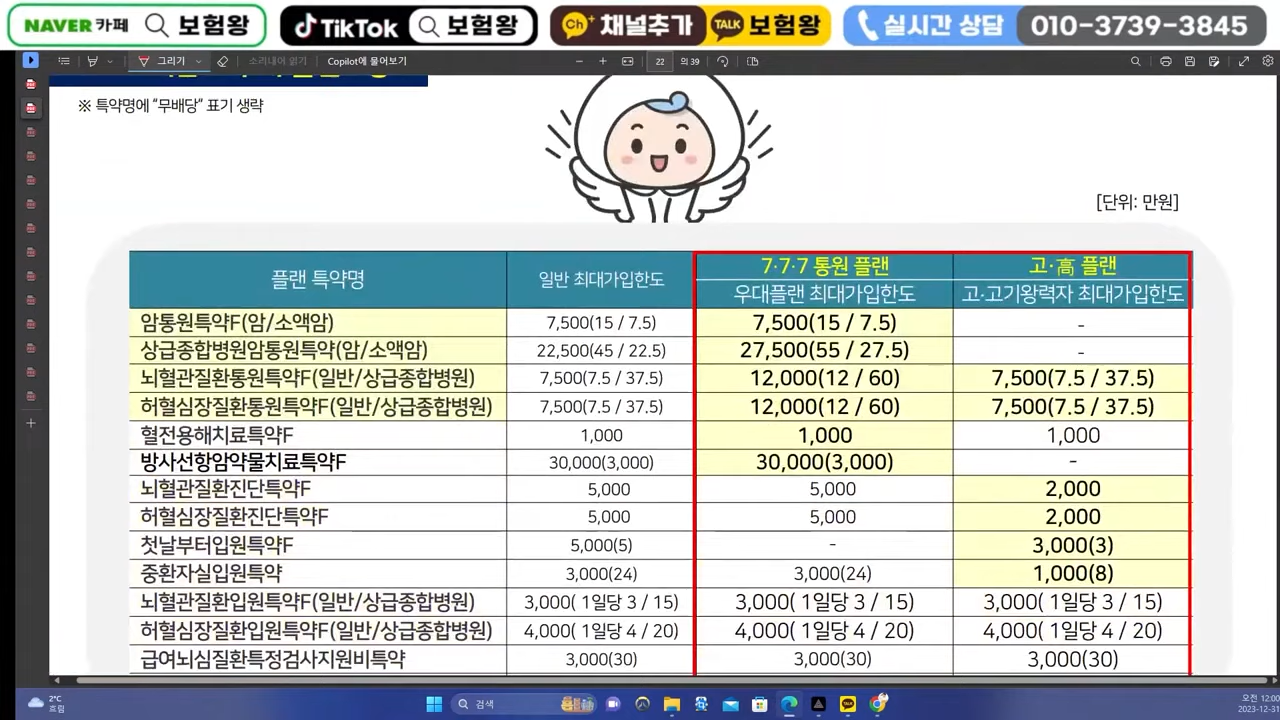 NAVER 카페 보험왕 TikTok 보험왕 Ch+ 채널추가 TALK 보험왕 실시간 상담 010-3739-3845
그리기 소리내어 읽기 Copilot에 물어보기 22 의 39
※ 특약명에 "무배당" 표기 생략
[단위: 만원]
플랜 특약명 일반 최대가입한도 7·7·7 통원 플랜 고·高 플랜
우대플랜 최대가입한도 고·고기왕력자 최대가입한도
암통원특약F(암/소액암) 7,500(15 / 7.5) 7,500(15 / 7.5) -
상급종합병원암통원특약(암/소액암) 22,500(45 / 22.5) 27,500(55 / 27.5) -
뇌혈관질환통원특약F(일반/상급종합병원) 7,500(7.5 / 37.5) 12,000(12 / 60) 7,500(7.5 / 37.5)
허혈심장질환통원특약F(일반/상급종합병원) 7,500(7.5 / 37.5) 12,000(12 / 60) 7,500(7.5 / 37.5)
혈전용해치료특약F 1,000 1,000 1,000
방사선항암약물치료특약F 30,000(3,000) 30,000(3,000) -
뇌혈관질환진단특약F 5,000 5,000 2,000
허혈심장질환진단특약F 5,000 5,000 2,000
첫날부터입원특약F 5,000(5) - 3,000(3)
중환자실입원특약 3,000(24) 3,000(24) 1,000(8)
뇌혈관질환입원특약F(일반/상급종합병원) 3,000( 1일당 3 / 15) 3,000( 1일당 3 / 15) 3,000( 1일당 3 / 15)
허혈심장질환입원특약F(일반/상급종합병원) 4,000( 1일당 4 / 20) 4,000( 1일당 4 / 20) 4,000( 1일당 4 / 20)
급여뇌심질환특정검사지원비특약 3,000(30) 3,000(30) 3,000(30)
2°C 흐림 검색 오전 12:00
2023-12-31